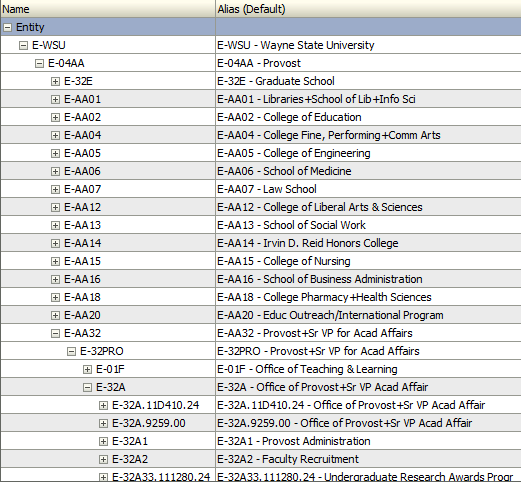 Name Alias (Default)
Entity
E-WSU E-WSU - Wayne State University
E-04AA E-04AA - Provost
E-32E E-32E - Graduate School
E-AA01 E-AA01 - Libraries+School of Lib+Info Sci
E-AA02 E-AA02 - College of Education
E-AA04 E-AA04 - College Fine, Performing+Comm Arts
E-AA05 E-AA05 - College of Engineering
E-AA06 E-AA06 - School of Medicine
E-AA07 E-AA07 - Law School
E-AA12 E-AA12 - College of Liberal Arts & Sciences
E-AA13 E-AA13 - School of Social Work
E-AA14 E-AA14 - Irvin D. Reid Honors College
E-AA15 E-AA15 - College of Nursing
E-AA16 E-AA16 - School of Business Administration
E-AA18 E-AA18 - College Pharmacy+Health Sciences
E-AA20 E-AA20 - Educ Outreach/International Program
E-AA32 E-AA32 - Provost+Sr VP for Acad Affairs
E-32PRO E-32PRO - Provost+Sr VP for Acad Affairs
E-01F E-01F - Office of Teaching & Learning
E-32A E-32A - Office of Provost+Sr VP Acad Affair
E-32A.11D410.24 E-32A.11D410.24 - Office of Provost+Sr VP Acad Affair
E-32A.9259.00 E-32A.9259.00 - Office of Provost+Sr VP Acad Affair
E-32A1 E-32A1 - Provost Administration
E-32A2 E-32A2 - Faculty Recruitment
E-32A33.111280.24 E-32A33.111280.24 - Undergraduate Research Awards Progr